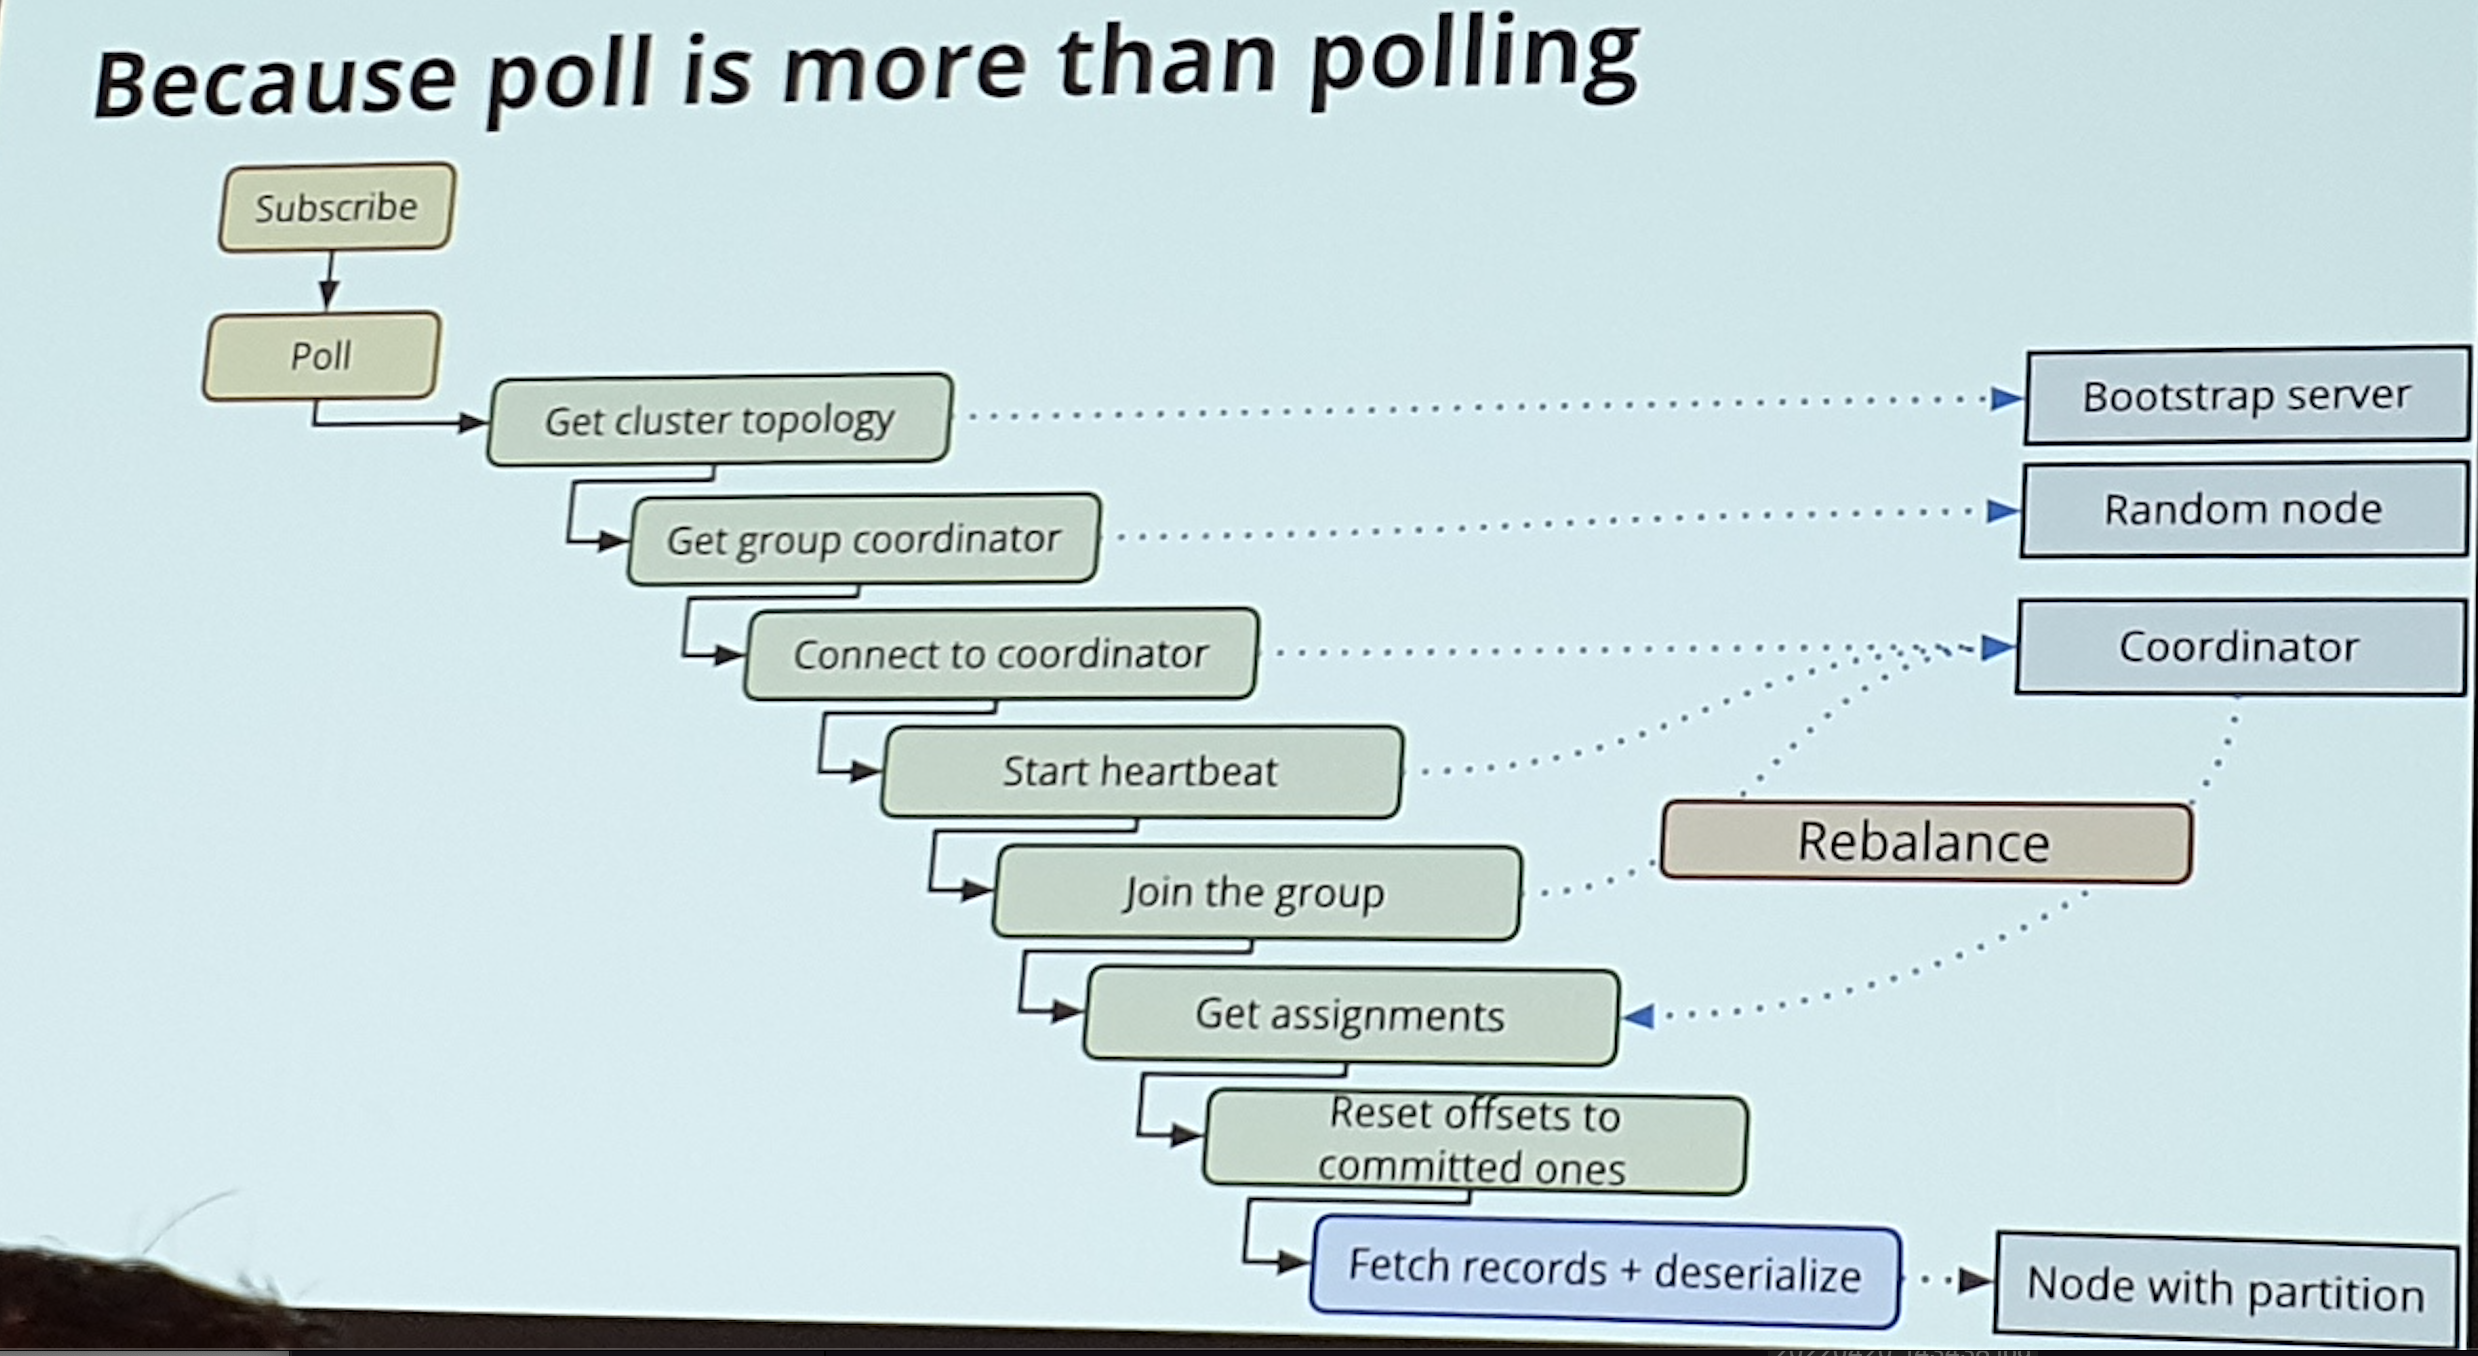 Because poll is more than polling
Subscribe
Poll
Get cluster topology
Bootstrap server
Get group coordinator
Random node
Connect to coordinator
Coordinator
Start heartbeat
Rebalance
Join the group
Get assignments
Reset offsets to
committed ones
Fetch records + deserialize
Node with partition